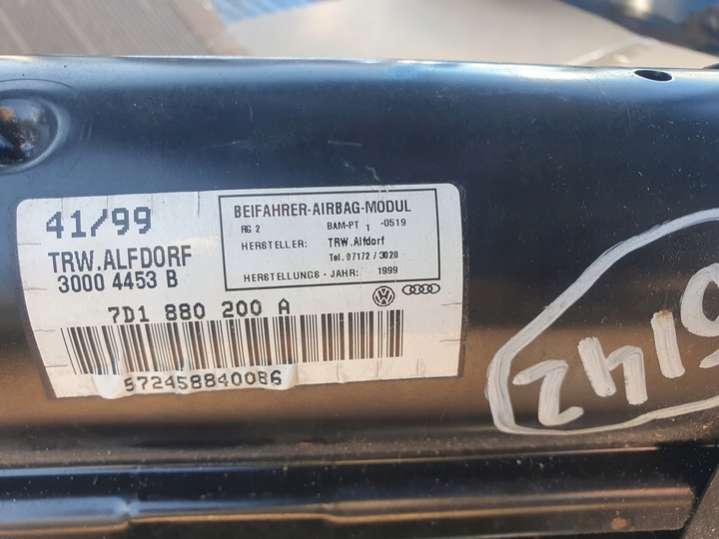 41/99
TRW.ALFDORF
3000 4453 B
BEIFAHRER-AIRBAG-MODUL
RG 2 BAM-PT 1 -0519
HERSTELLER: TRW.Alfdorf
Tel. 07172 / 3020
HERSTELLUNGS - JAHR: 1999
7D1 880 200 A
572458840086
5142